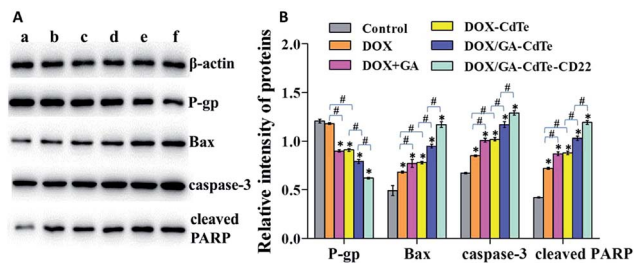 A
a b c d e f
β-actin
P-gp
Bax
caspase-3
cleaved
PARP
B
Control
DOX
DOX+GA
DOX-CdTe
DOX/GA-CdTe
DOX/GA-CdTe-CD22
Relative intensity of proteins
2.0
1.5
1.0
0.5
0.0
# # # #
* * * *
# # # #
* * * * *
# # # #
* * * * *
# # # #
* * * * *
P-gp Bax caspase-3 cleaved PARP